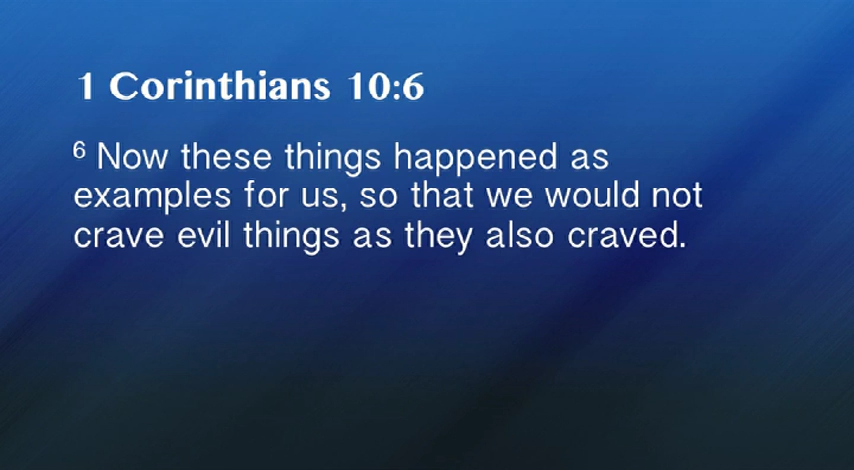 1 Corinthians 10:6
6 Now these things happened as
examples for us, so that we would not
crave evil things as they also craved.